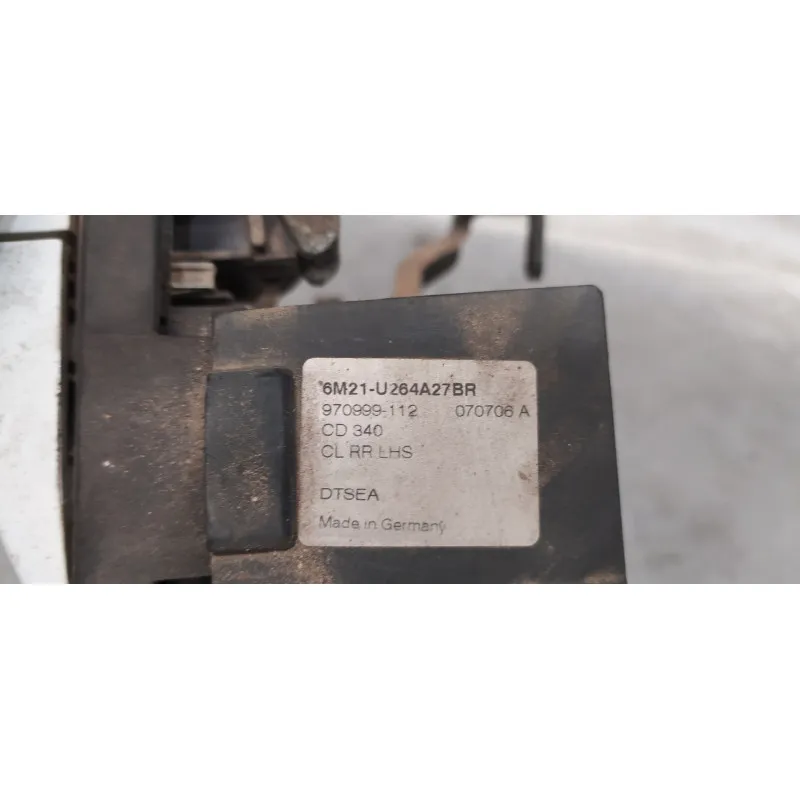 6M21-U264A27BR
970999-112 070706 A
CD 340
CL RR LHS
DTSEA
Made in Germany